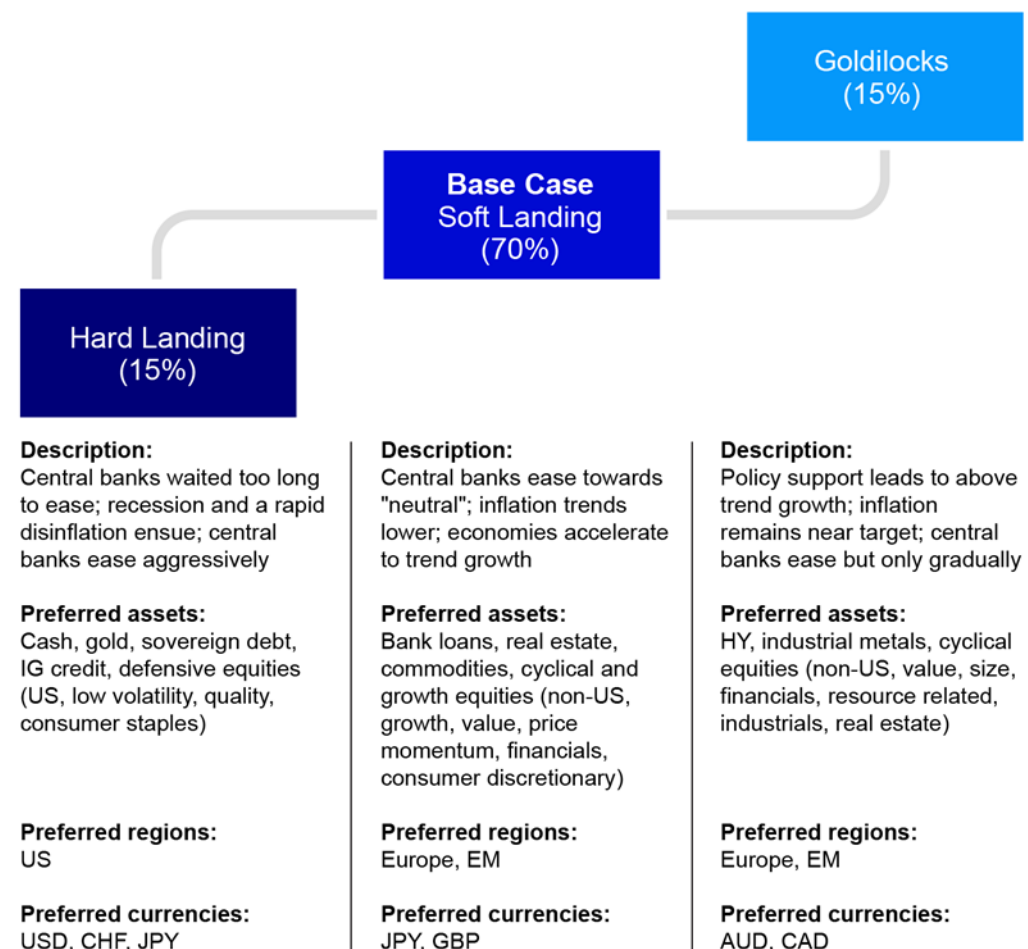 Goldilocks
(15%)
Base Case
Soft Landing
(70%)
Hard Landing
(15%)
Description:
Central banks waited too long
to ease; recession and a rapid
disinflation ensue; central
banks ease aggressively
Preferred assets:
Cash, gold, sovereign debt,
IG credit, defensive equities
(US, low volatility, quality,
consumer staples)
Preferred regions:
US
Preferred currencies:
USD, CHF, JPY
Description:
Central banks ease towards
"neutral"; inflation trends
lower; economies accelerate
to trend growth
Preferred assets:
Bank loans, real estate,
commodities, cyclical and
growth equities (non-US,
growth, value, price
momentum, financials,
consumer discretionary)
Preferred regions:
Europe, EM
Preferred currencies:
JPY, GBP
Description:
Policy support leads to above
trend growth; inflation
remains near target; central
banks ease but only gradually
Preferred assets:
HY, industrial metals, cyclical
equities (non-US, value, size,
financials, resource related,
industrials, real estate)
Preferred regions:
Europe, EM
Preferred currencies:
AUD, CAD